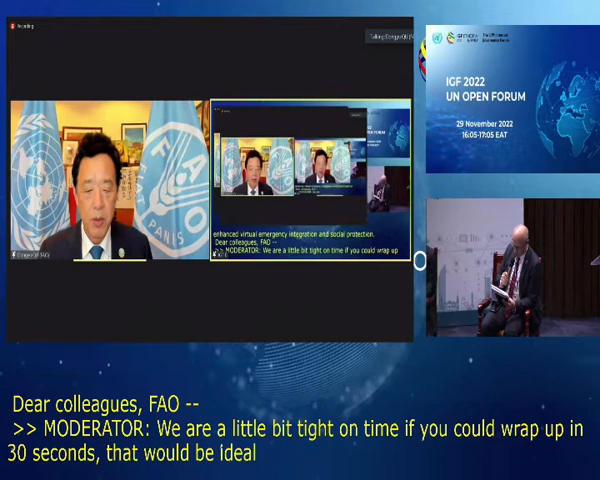 Recording
IGF 2022
UN OPEN FORUM
29 November 2022
16:05-17:05 EAT
FAO
PANIS
enhanced virtual emergency integration and social protection.
Dear colleagues, FAO --
>> MODERATOR: We are a little bit tight on time if you could wrap up
Dear colleagues, FAO --
>> MODERATOR: We are a little bit tight on time if you could wrap up in
30 seconds, that would be ideal